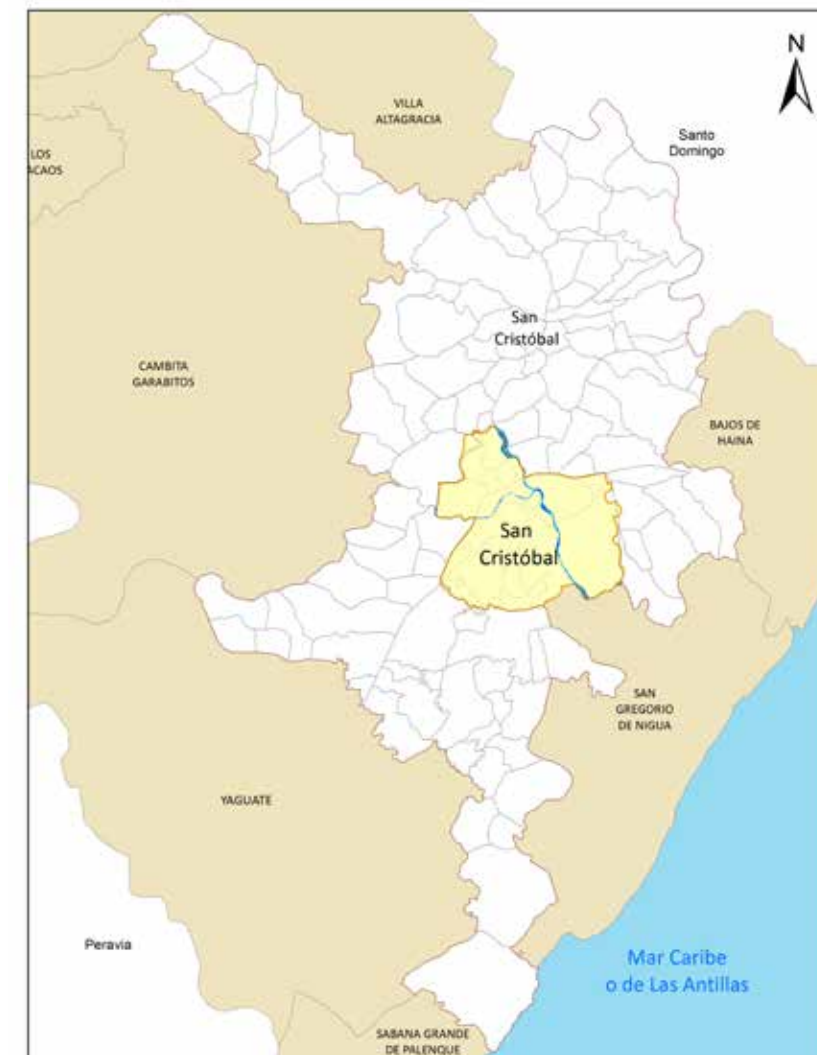 N
VILLA
ALTAGRACIA
Santo
Domingo
LOS
ACAOS
San
Cristóbal
CAMBITA
GARABITOS
BAJOS DE
HAINA
San
Cristóbal
SAN
GREGORIO
DE NIGUA
YAGUATE
Peravia
Mar Caribe
o de Las Antillas
SABANA GRANDE
DE PALENQUE